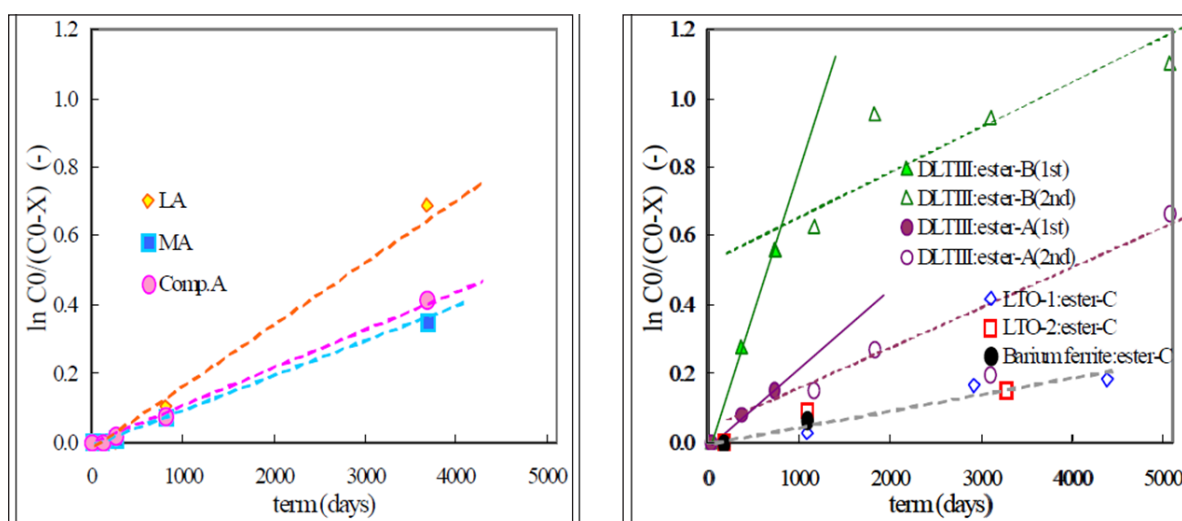 1.2
1.0
0.8
0.6
0.4
0.2
0.0
ln C0/(C0-X) (-)
LA
MA
Comp.A
0
1000
2000
3000
4000
5000
term (days)
1.2
1.0
0.8
0.6
0.4
0.2
0.0
ln C0/(C0-X) (-)
DLTIII:ester-B(1st)
DLTIII:ester-B(2nd)
DLTIII:ester-A(1st)
DLTIII:ester-A(2nd)
LTO-1:ester-C
LTO-2:ester-C
Barium ferrite:ester-C
0
1000
2000
3000
4000
5000
term (days)